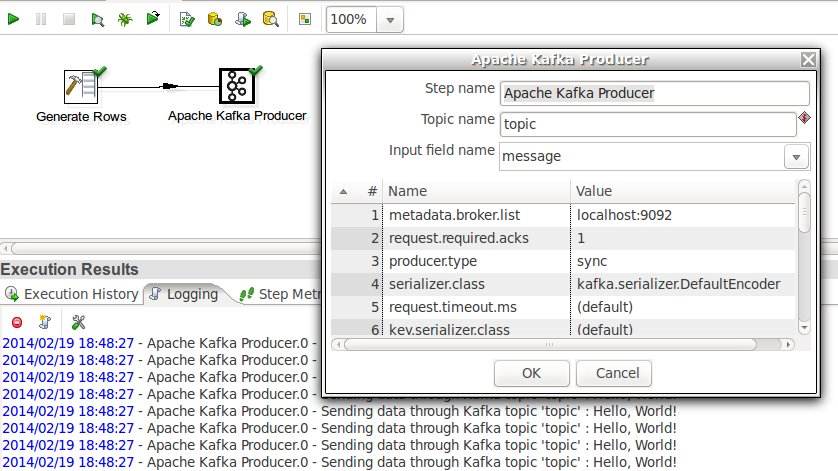 100%
Apache Kafka Producer
Generate Rows
Apache Kafka Producer
Step name Apache Kafka Producer
Topic name topic
Input field name message
# Name Value
1 metadata.broker.list localhost:9092
2 request.required.acks 1
3 producer.type sync
4 serializer.class kafka.serializer.DefaultEncoder
5 request.timeout.ms (default)
6 key.serializer.class (default)
OK Cancel
Execution Results
Execution History Logging Step Metr
2014/02/19 18:48:27 - Apache Kafka Producer.0 -
2014/02/19 18:48:27 - Apache Kafka Producer.0 -
2014/02/19 18:48:27 - Apache Kafka Producer.0 -
2014/02/19 18:48:27 - Apache Kafka Producer.0 - Sending data through Kafka topic 'topic' : Hello, World!
2014/02/19 18:48:27 - Apache Kafka Producer.0 - Sending data through Kafka topic 'topic' : Hello, World!
2014/02/19 18:48:27 - Apache Kafka Producer.0 - Sending data through Kafka topic 'topic' : Hello, World!
2014/02/19 18:48:27 - Apache Kafka Producer.0 - Sending data through Kafka topic 'topic' : Hello, World!
2014/02/19 18:48:27 - Apache Kafka Producer.0 - Sending data through Kafka topic 'topic' : Hello, World!